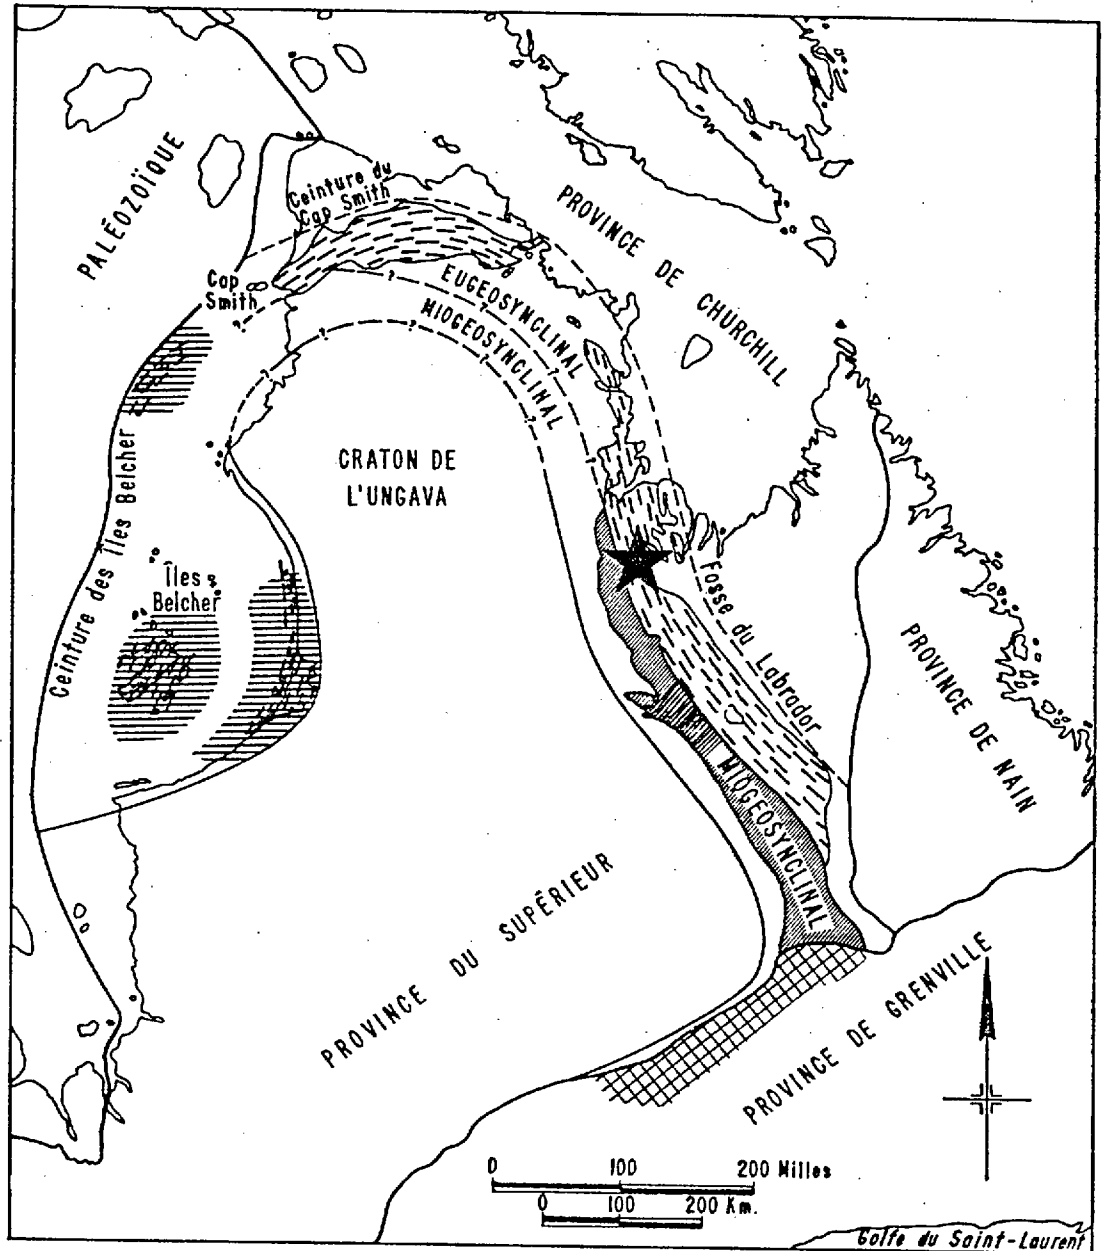 PALÉOZOÏQUE
Ceinture du
Cap Smith
PROVINCE DE CHURCHILL
Cap
Smith
EUGEOSYNCLINAL
MIOGEOSYNCLINAL
?
?
?
?
?
?
?
?
?
CRATON DE
L'UNGAVA
Ceinture des Îles Belcher
Îles
Belcher
Fosse du Labrador
PROVINCE DE NAIN
MIOGEOSYNCLINAL
PROVINCE DU SUPÉRIEUR
PROVINCE DE GRENVILLE
0 100 200 Milles
0 100 200 Km.
Golfe du Saint-Laurent